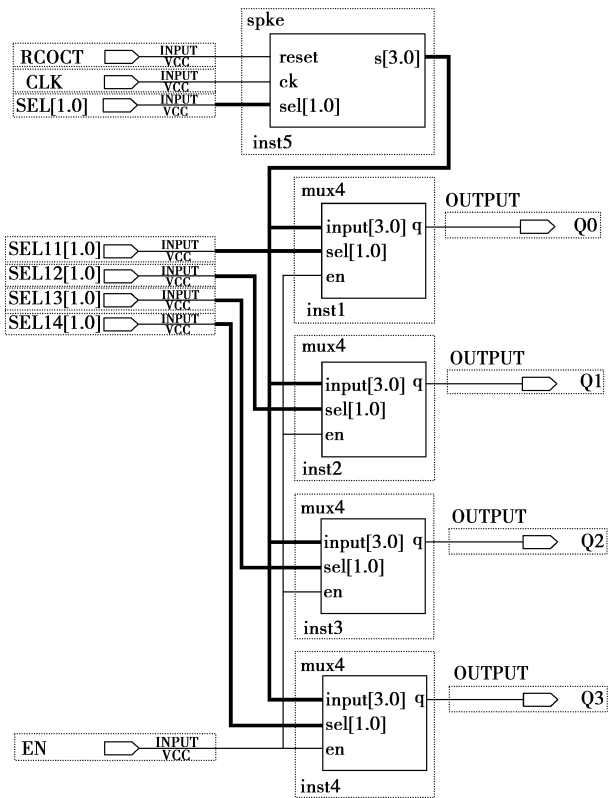 spke
RCOCT INPUT VCC reset s[3.0]
CLK INPUT VCC ck
SEL[1.0] INPUT VCC sel[1.0]
inst5
mux4 OUTPUT
input[3.0] q Q0
SEL11[1.0] INPUT VCC sel[1.0]
SEL12[1.0] INPUT VCC en
SEL13[1.0] INPUT VCC inst1
SEL14[1.0] INPUT VCC
mux4 OUTPUT
input[3.0] q Q1
sel[1.0]
en
inst2
mux4 OUTPUT
input[3.0] q Q2
sel[1.0]
en
inst3
mux4 OUTPUT
input[3.0] q Q3
sel[1.0]
EN INPUT VCC en
inst4